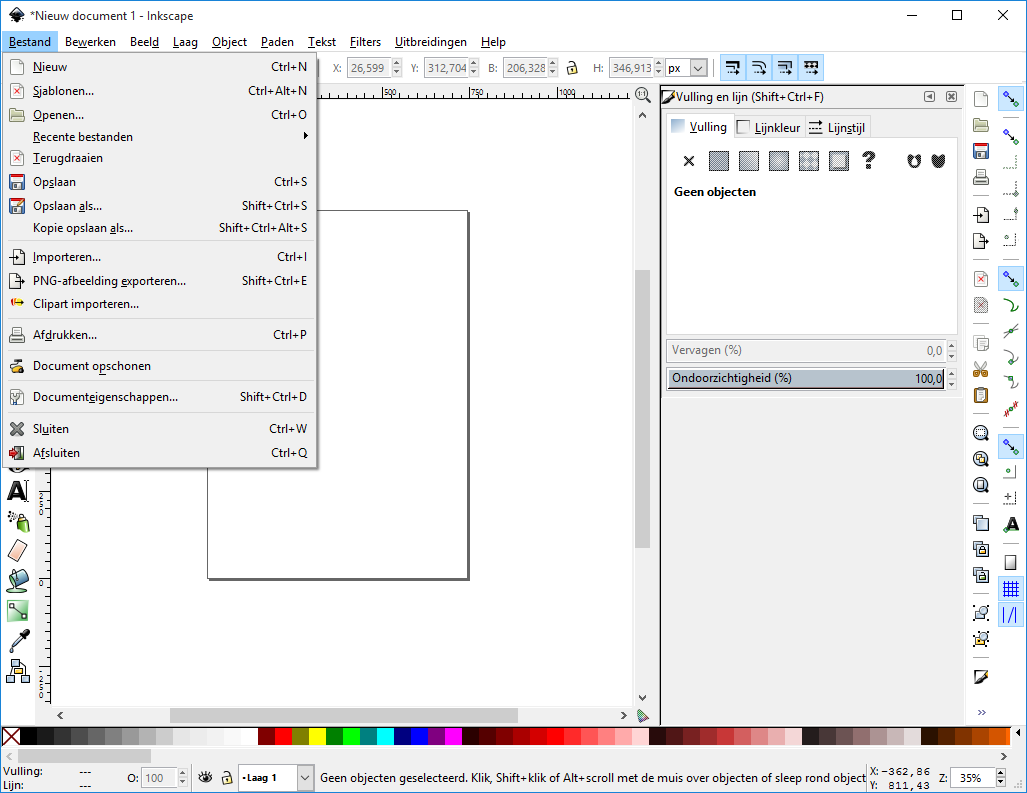 *Nieuw document 1 - Inkscape
Bestand Bewerken Beeld Laag Object Paden Tekst Filters Uitbreidingen Help
Nieuw Ctrl+N
Sjablonen... Ctrl+Alt+N
Openen... Ctrl+O
Recente bestanden
Terugdraaien
Opslaan Ctrl+S
Opslaan als... Shift+Ctrl+S
Kopie opslaan als... Shift+Ctrl+Alt+S
Importeren... Ctrl+I
PNG-afbeelding exporteren... Shift+Ctrl+E
Clipart importeren...
Afdrukken... Ctrl+P
Document opschonen
Documenteigenschappen... Shift+Ctrl+D
Sluiten Ctrl+W
Afsluiten Ctrl+Q
X: 26,599 Y: 312,704 B: 206,328 H: 346,913 px
500 750 1000
1:1
Vulling en lijn (Shift+Ctrl+F)
Vulling Lijnkleur Lijnstijl
Geen objecten
Vervagen (%) 0,0
Ondoorzichtigheid (%) 100,0
250
0
-250
Vulling: ---
Lijn: ---
O: 100
•Laag 1
Geen objecten geselecteerd. Klik, Shift+klik of Alt+scroll met de muis over objecten of sleep rond object
X: -362,86
Y: 811,43
Z: 35%